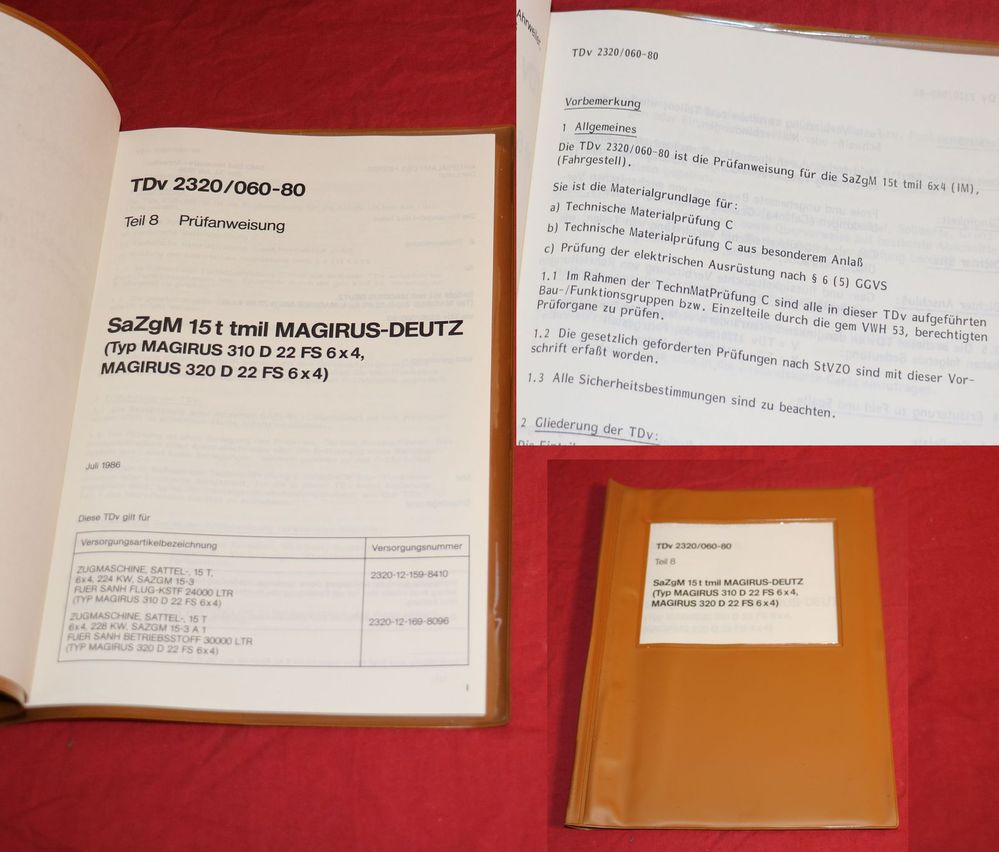 TDv 2320/060-80
Teil 8 Prüfanweisung
SaZgM 15 t tmil MAGIRUS-DEUTZ
(Typ MAGIRUS 310 D 22 FS 6x4,
MAGIRUS 320 D 22 FS 6x4)
Juli 1986
Diese TDv gilt für
Versorgungsartikelbezeichnung Versorgungsnummer
ZUGMASCHINE, SATTEL-, 15 T, 2320-12-159-8410
6x4, 224 KW, SAZGM 15-3
FUER SANH FLUG-KSTF 24000 LTR
(TYP MAGIRUS 310 D 22 FS 6x4)
ZUGMASCHINE, SATTEL-, 15 T 2320-12-169-8096
6x4, 228 KW, SAZGM 15-3 A 1
FUER SANH BETRIEBSSTOFF 30000 LTR
(TYP MAGIRUS 320 D 22 FS 6x4)
I
Ahrweiler,
TDv 2320/060-80
Vorbemerkung
1 Allgemeines
Die TDv 2320/060-80 ist die Prüfanweisung für die SaZgM 15t tmil 6x4 (IM),
(Fahrgestell).
Sie ist die Materialgrundlage für:
a) Technische Materialprüfung C
b) Technische Materialprüfung C aus besonderem Anlaß
c) Prüfung der elektrischen Ausrüstung nach § 6 (5) GGVS
1.1 Im Rahmen der TechnMatPrüfung C sind alle in dieser TDv aufgeführten
Bau-/Funktionsgruppen bzw. Einzelteile durch die gem VWH 53, berechtigten
Prüforgane zu prüfen.
1.2 Die gesetzlich geforderten Prüfungen nach StVZO sind mit dieser Vor-
schrift erfaßt worden.
1.3 Alle Sicherheitsbestimmungen sind zu beachten.
2 Gliederung der TDv:
TDv 2320/060-80
Teil 8
SaZgM 15 t tmil MAGIRUS-DEUTZ
(Typ MAGIRUS 310 D 22 FS 6x4,
MAGIRUS 320 D 22 FS 6x4)